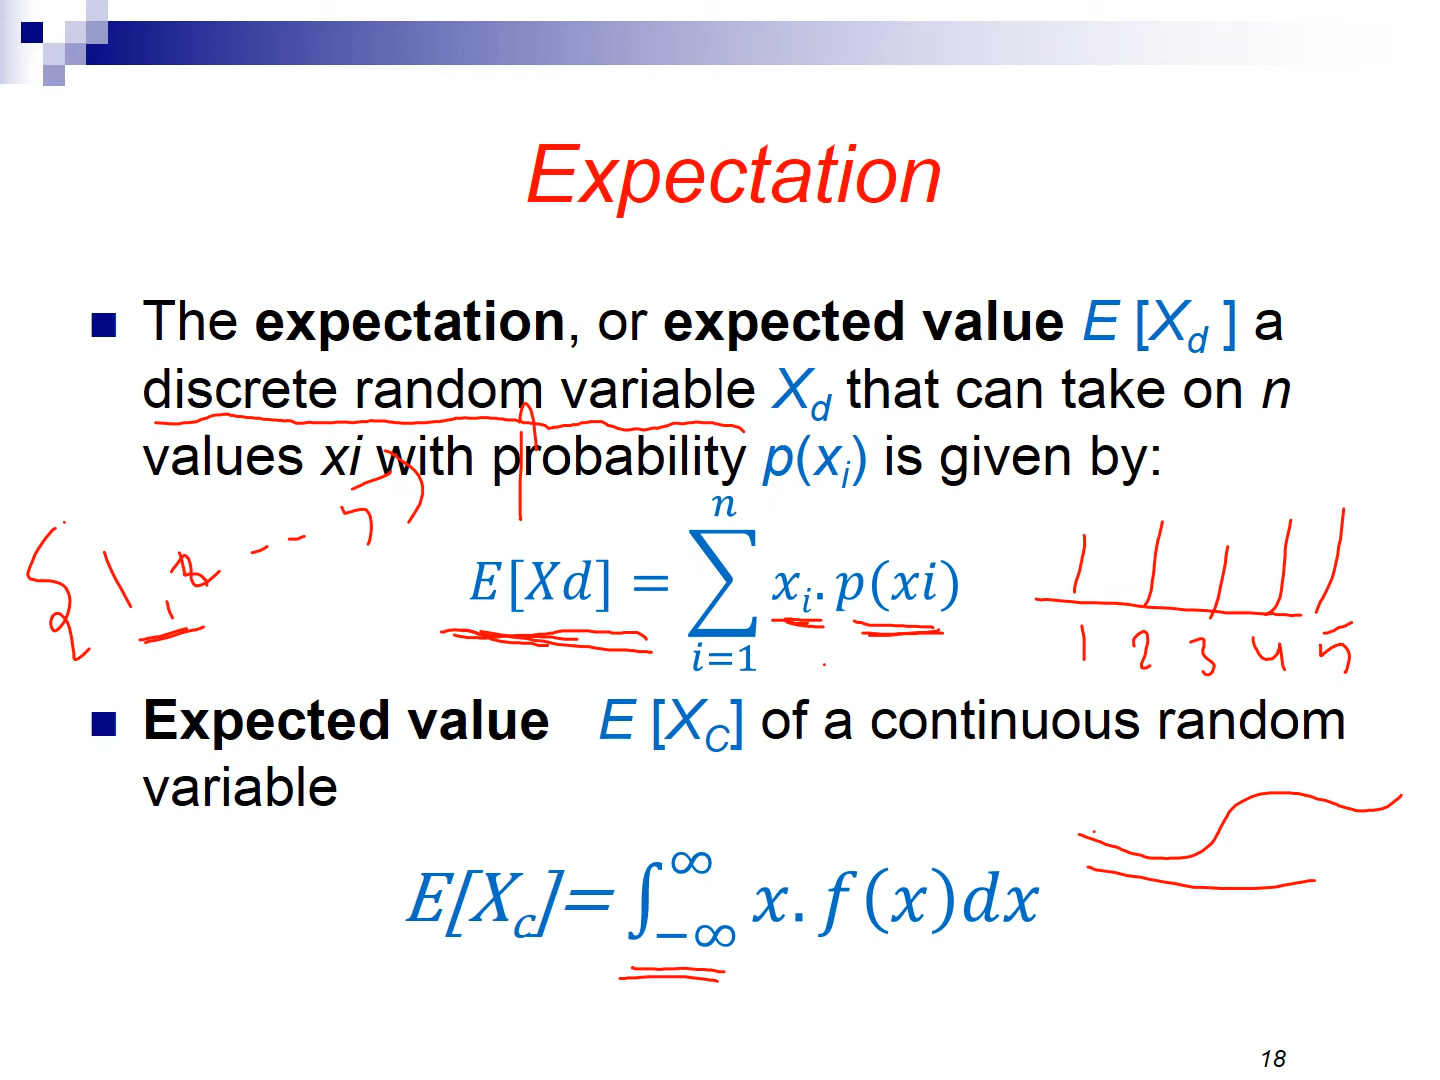 Expectation
The expectation, or expected value E [Xd ] a
discrete random variable Xd that can take on n
values xi with probability p(xi) is given by:
E[Xd] = ∑ⁿᵢ₌₁ xᵢ. p(xi)
1 2 3 4 5
Expected value E [XC] of a continuous random
variable
E[Xc]= ∫_{-∞}^{∞} x. f(x)dx
18